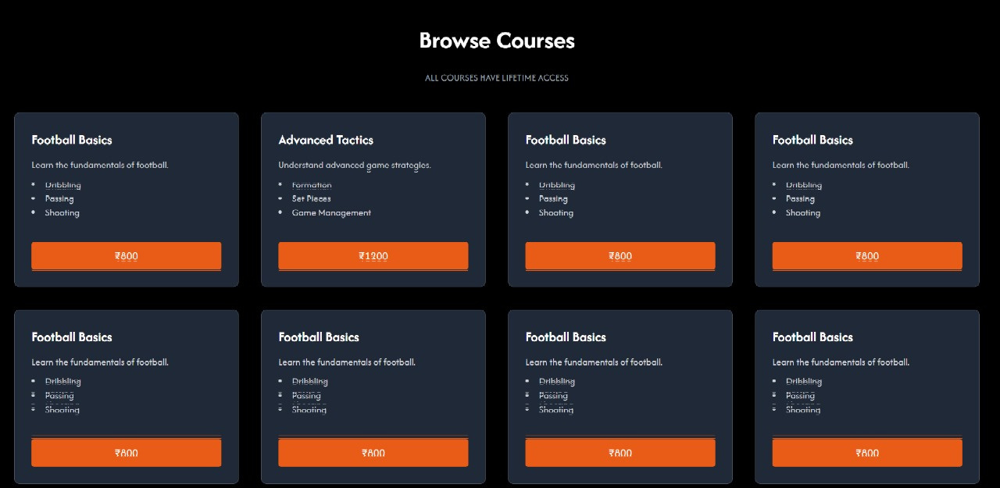 Browse Courses
ALL COURSES HAVE LIFETIME ACCESS
Football Basics
Learn the fundamentals of football.
• Dribbling
• Passing
• Shooting
₹800
Advanced Tactics
Understand advanced game strategies.
• Formation
• Set Pieces
• Game Management
₹1200
Football Basics
Learn the fundamentals of football.
• Dribbling
• Passing
• Shooting
₹800
Football Basics
Learn the fundamentals of football.
• Dribbling
• Passing
• Shooting
₹800
Football Basics
Learn the fundamentals of football.
• Dribbling
• Passing
• Shooting
₹800
Football Basics
Learn the fundamentals of football.
• Dribbling
• Passing
• Shooting
₹800
Football Basics
Learn the fundamentals of football.
• Dribbling
• Passing
• Shooting
₹800
Football Basics
Learn the fundamentals of football.
• Dribbling
• Passing
• Shooting
₹800